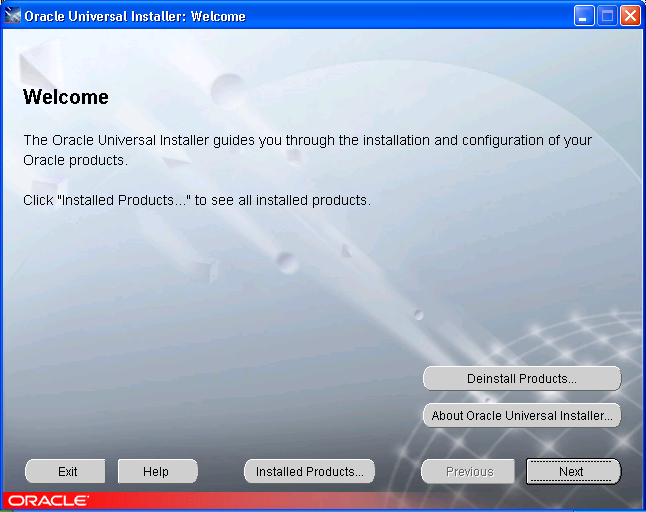 Oracle Universal Installer: Welcome
Welcome
The Oracle Universal Installer guides you through the installation and configuration of your
Oracle products.
Click "Installed Products..." to see all installed products.
Deinstall Products...
About Oracle Universal Installer...
Exit Help Installed Products... Previous Next
ORACLE